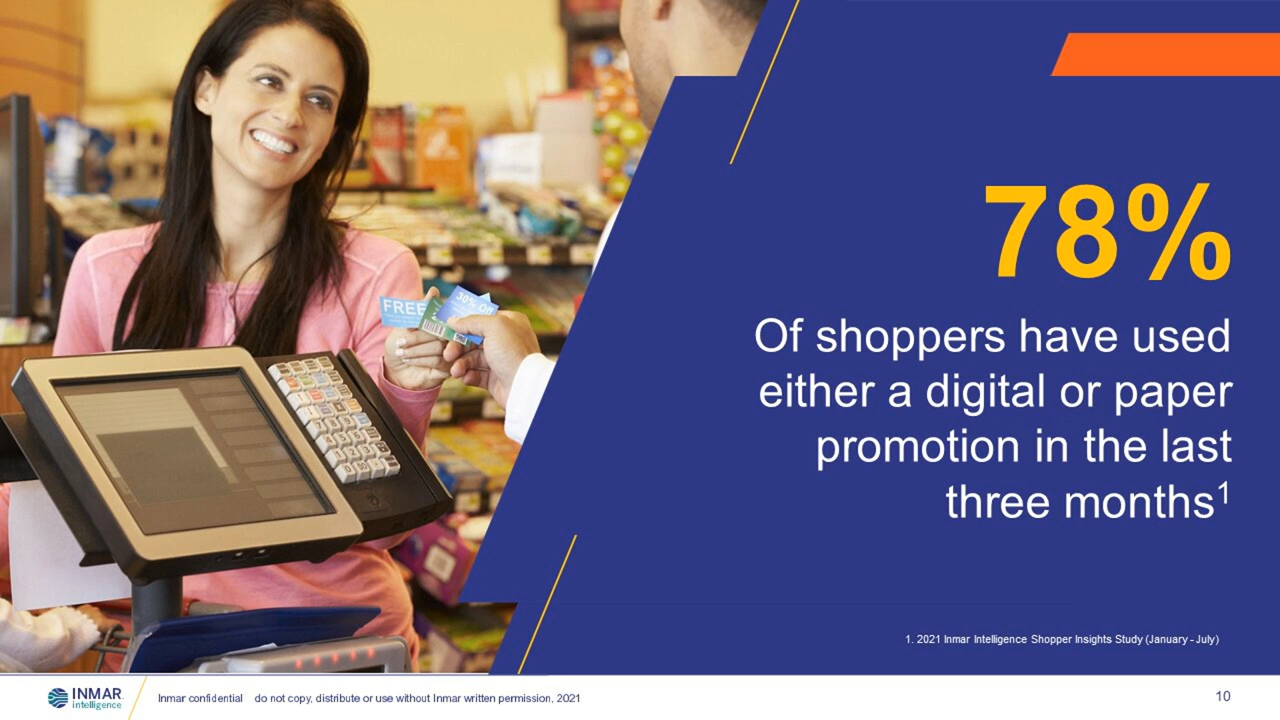 78%
Of shoppers have used
either a digital or paper
promotion in the last
three months¹
FREE
30% Off
1. 2021 Inmar Intelligence Shopper Insights Study (January - July)
INMAR
intelligence
Inmar confidential do not copy, distribute or use without Inmar written permission, 2021
10